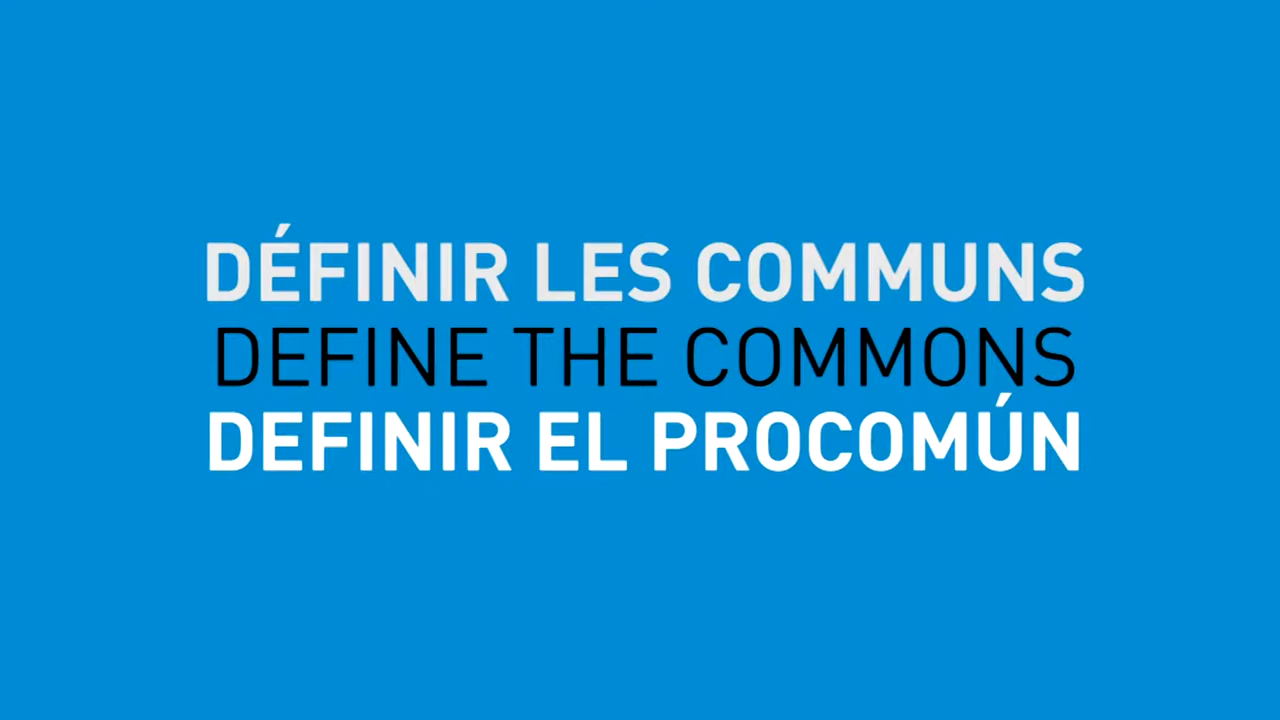 DÉFINIR LES COMMUNS
DEFINE THE COMMONS
DEFINIR EL PROCOMÚN